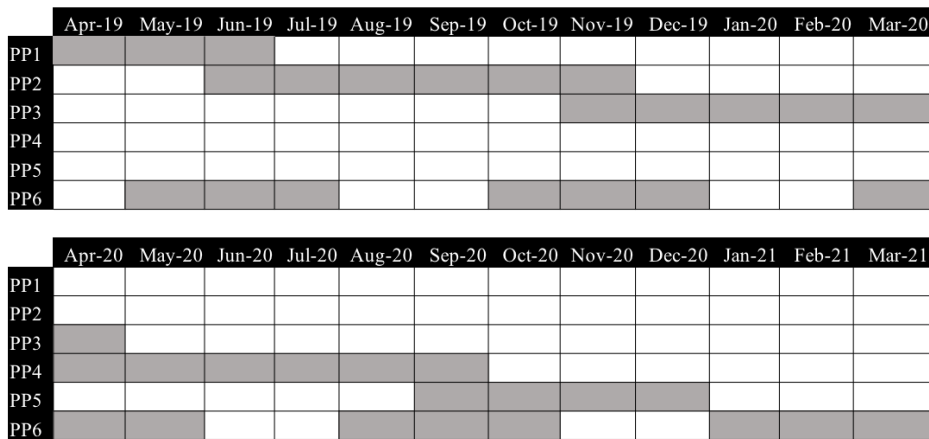 Apr-19 May-19 Jun-19 Jul-19 Aug-19 Sep-19 Oct-19 Nov-19 Dec-19 Jan-20 Feb-20 Mar-20
PP1
PP2
PP3
PP4
PP5
PP6
Apr-20 May-20 Jun-20 Jul-20 Aug-20 Sep-20 Oct-20 Nov-20 Dec-20 Jan-21 Feb-21 Mar-21
PP1
PP2
PP3
PP4
PP5
PP6